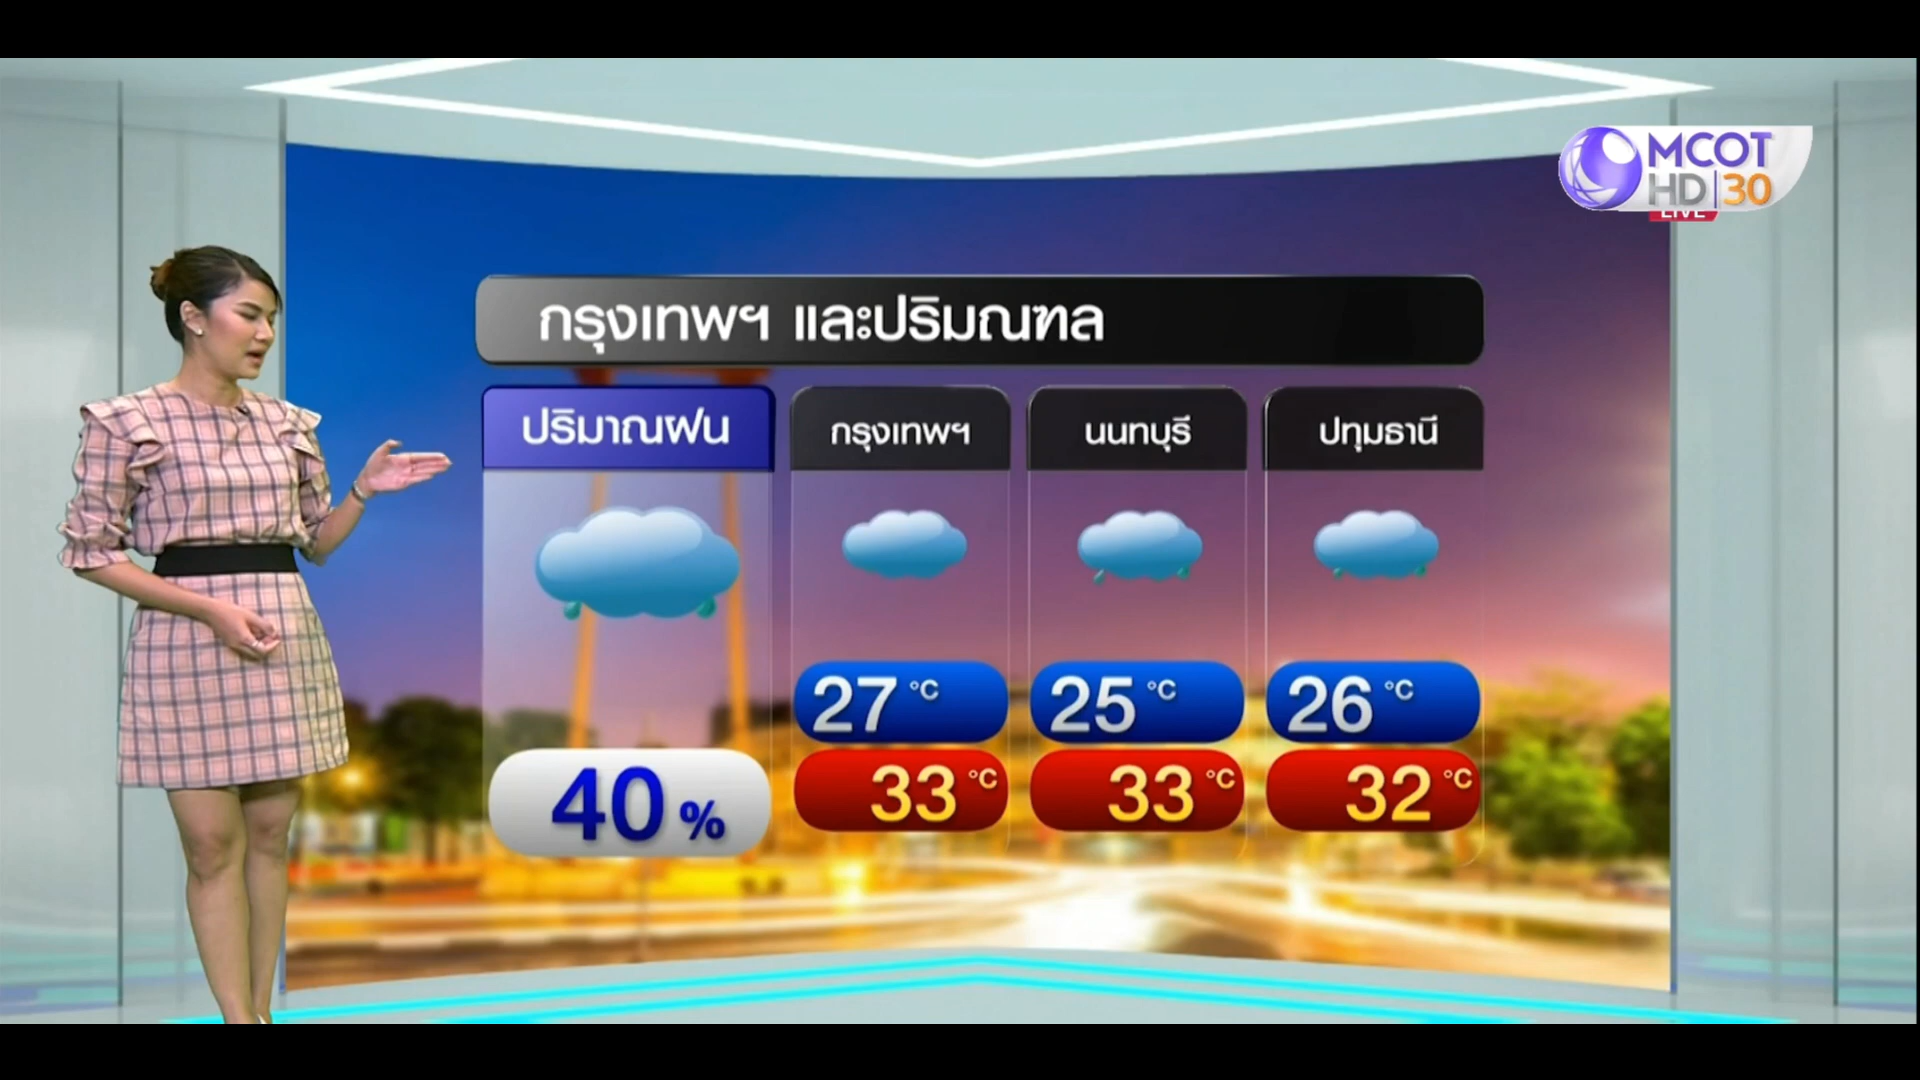 MCOT
HD 30
LIVE
กรุงเทพฯ และปริมณฑล
ปริมาณฝน
กรุงเทพฯ
นนทบุรี
ปทุมธานี
27 °C
25 °C
26 °C
40 %
33 °C
33 °C
32 °C